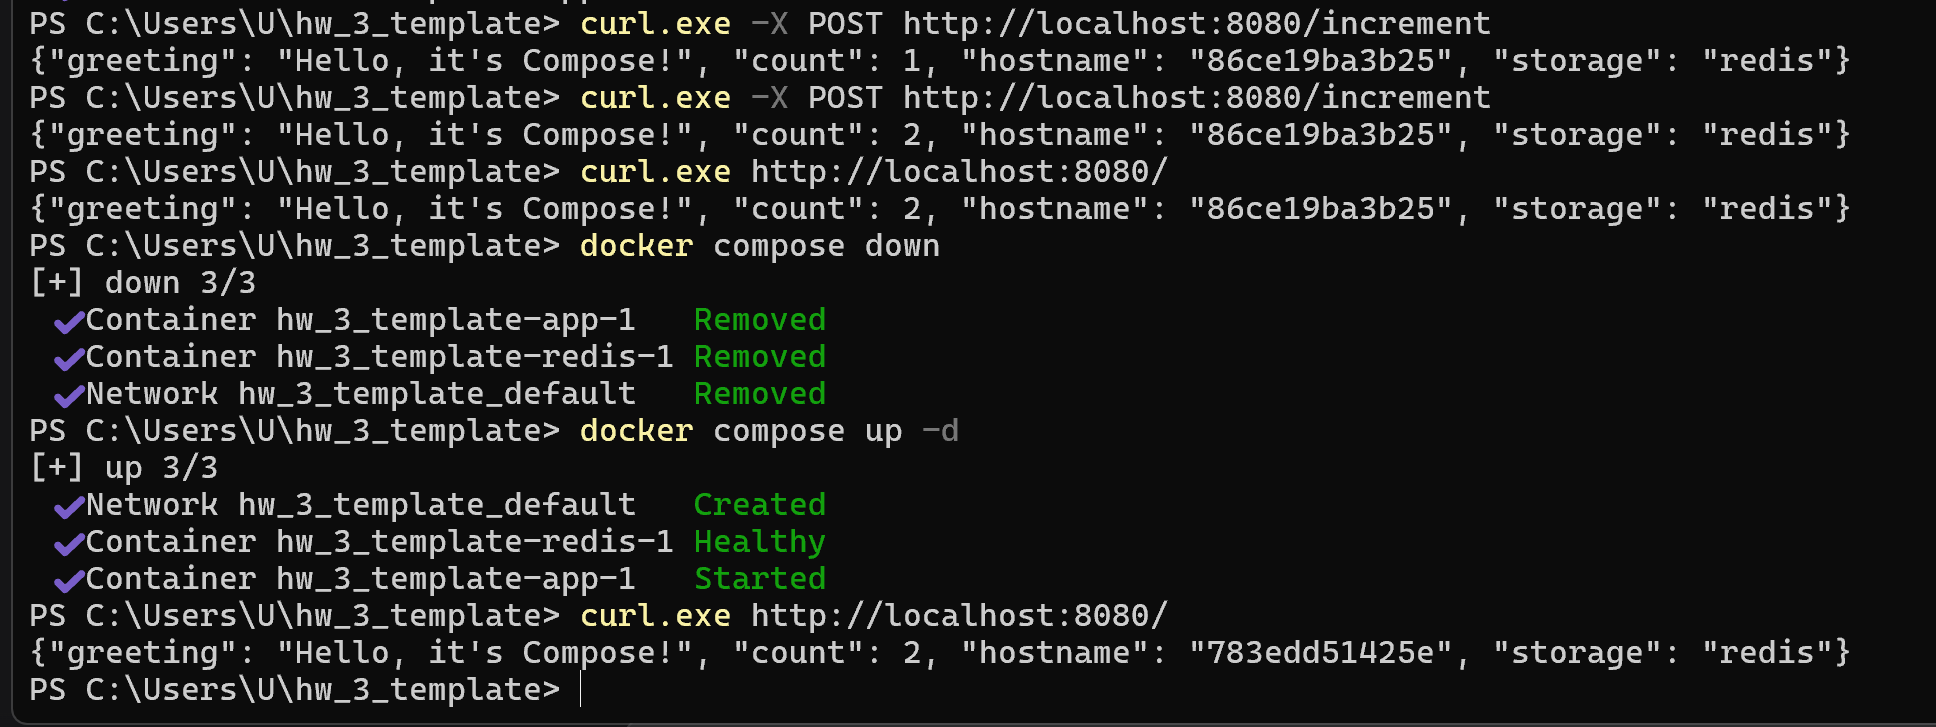 PS C:\Users\U\hw_3_template> curl.exe -X POST http://localhost:8080/increment
{"greeting": "Hello, it's Compose!", "count": 1, "hostname": "86ce19ba3b25", "storage": "redis"}
PS C:\Users\U\hw_3_template> curl.exe -X POST http://localhost:8080/increment
{"greeting": "Hello, it's Compose!", "count": 2, "hostname": "86ce19ba3b25", "storage": "redis"}
PS C:\Users\U\hw_3_template> curl.exe http://localhost:8080/
{"greeting": "Hello, it's Compose!", "count": 2, "hostname": "86ce19ba3b25", "storage": "redis"}
PS C:\Users\U\hw_3_template> docker compose down
[+] down 3/3
✔Container hw_3_template-app-1   Removed
✔Container hw_3_template-redis-1 Removed
✔Network hw_3_template_default   Removed
PS C:\Users\U\hw_3_template> docker compose up -d
[+] up 3/3
✔Network hw_3_template_default   Created
✔Container hw_3_template-redis-1 Healthy
✔Container hw_3_template-app-1   Started
PS C:\Users\U\hw_3_template> curl.exe http://localhost:8080/
{"greeting": "Hello, it's Compose!", "count": 2, "hostname": "783edd51425e", "storage": "redis"}
PS C:\Users\U\hw_3_template>